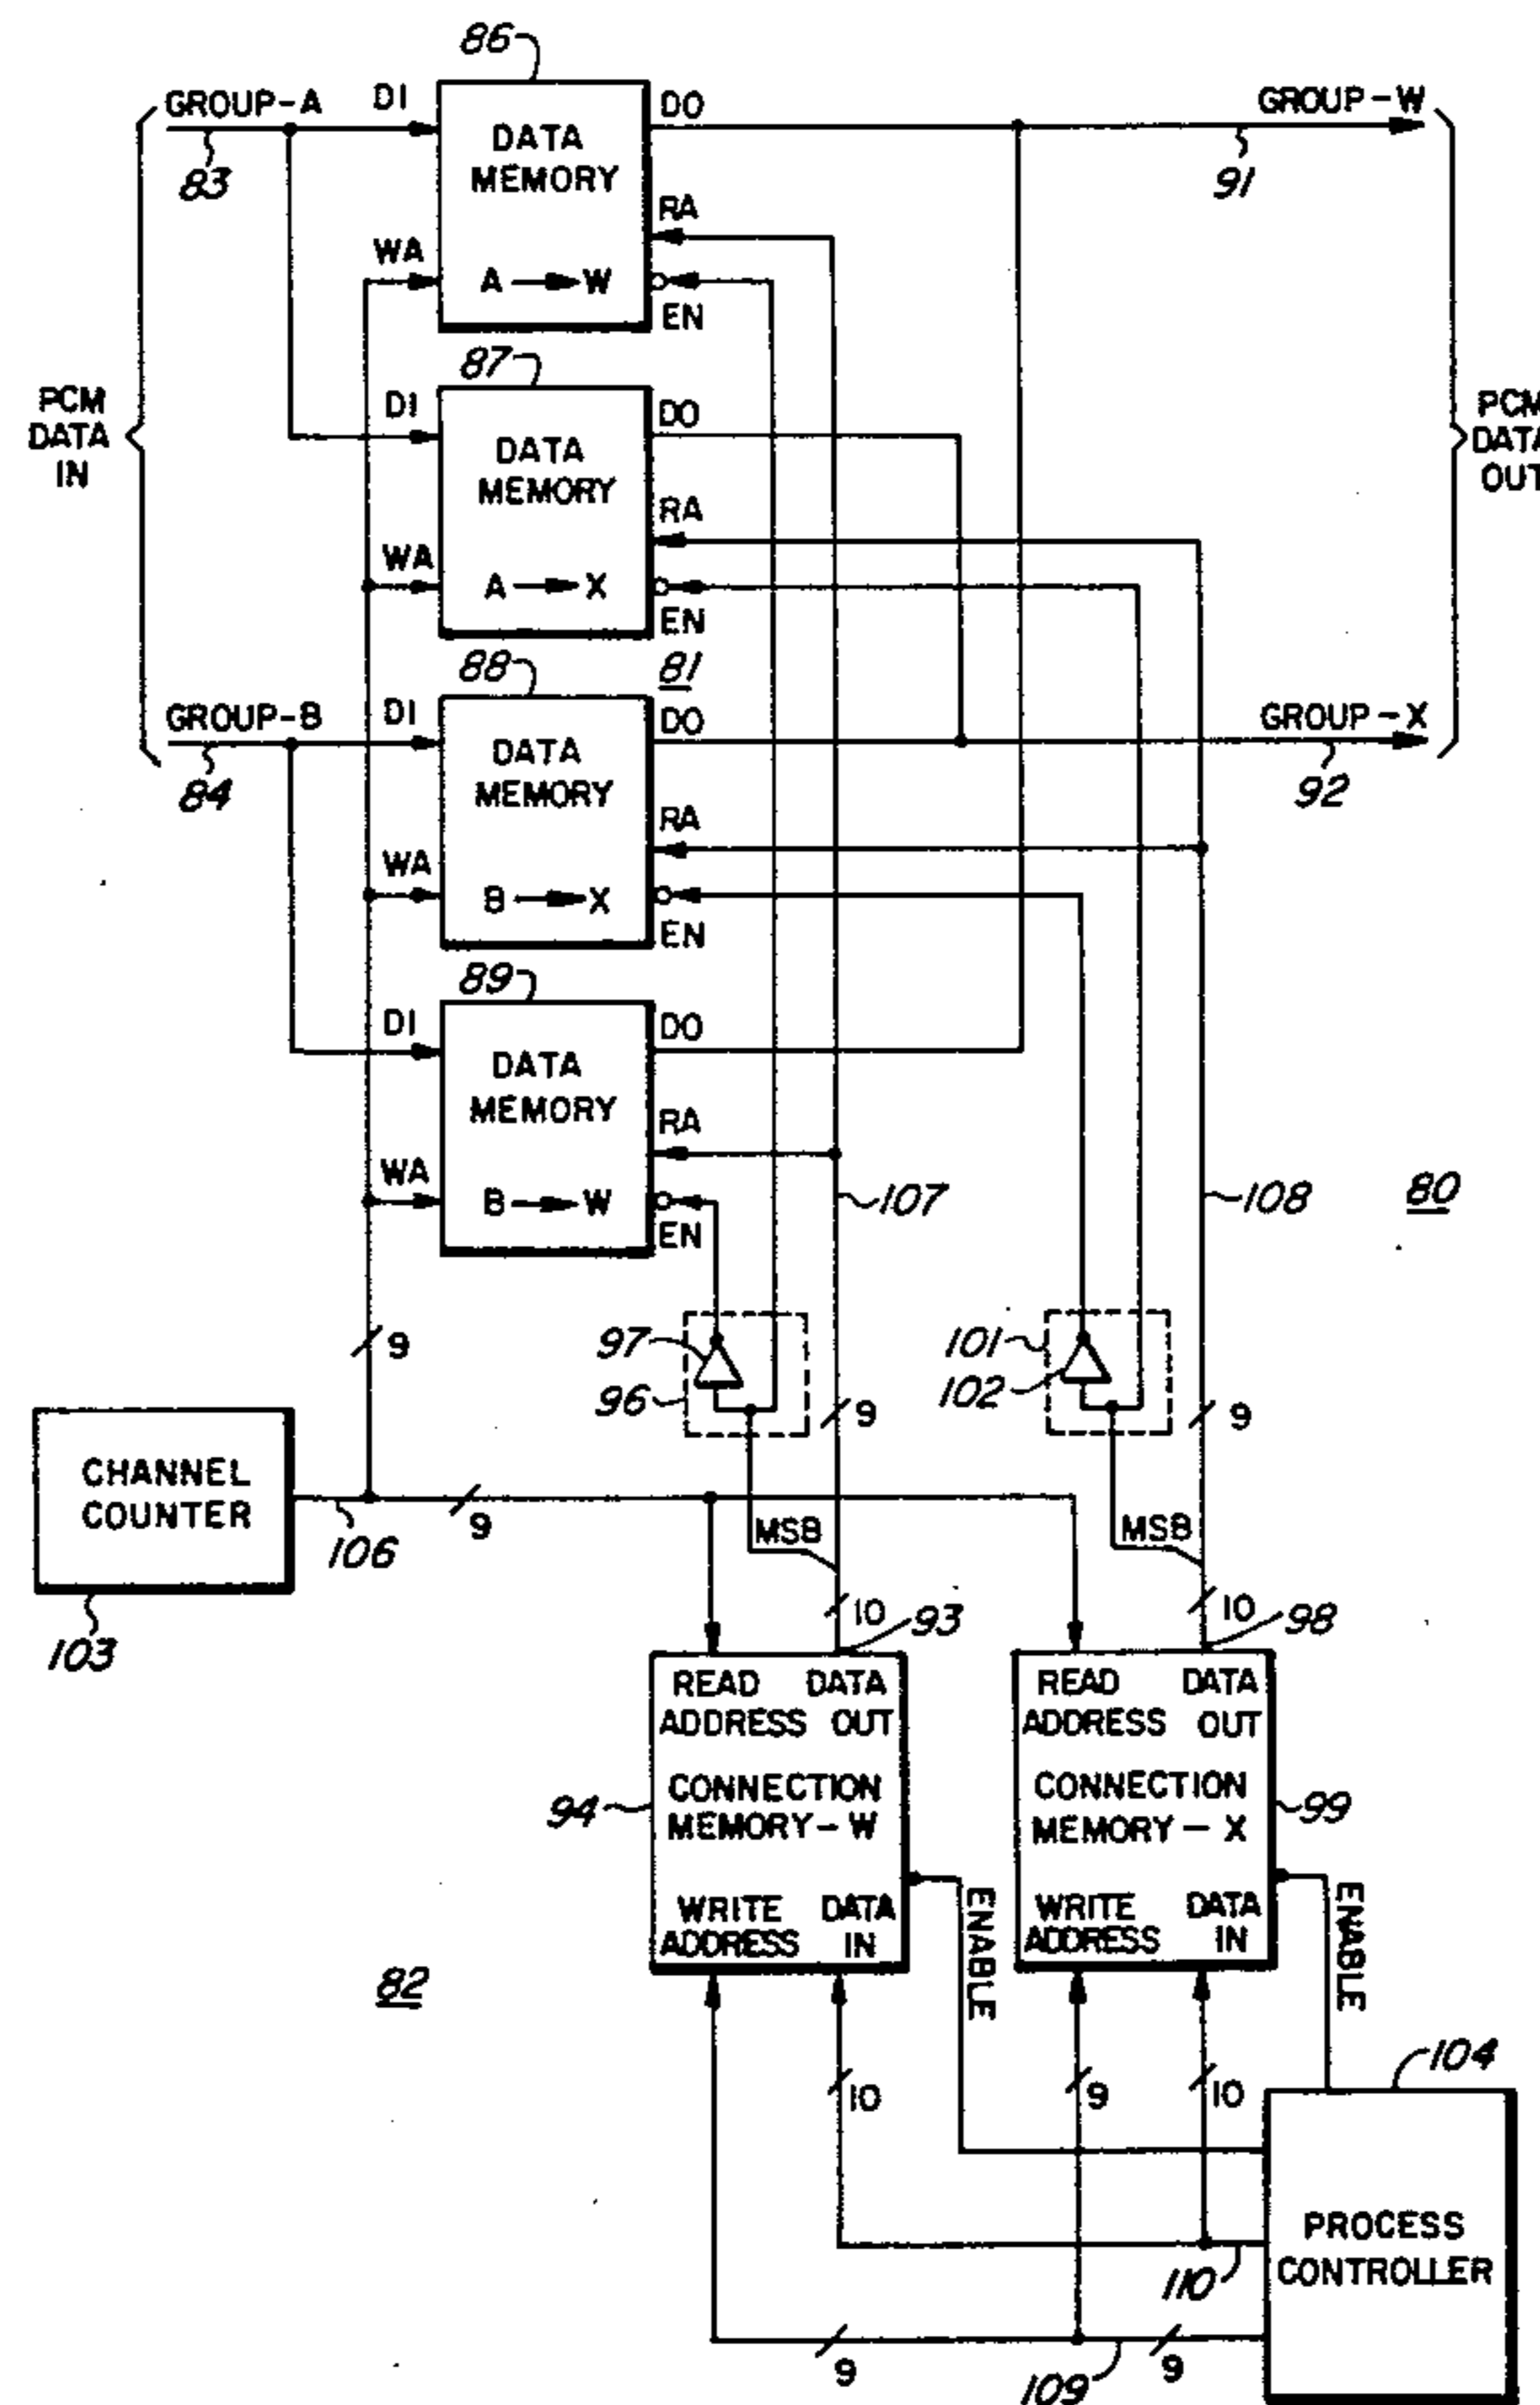 86
GROUP-A DI DO GROUP-W
DATA
MEMORY
83 91
RA
WA
A W
EN
87
PCM
DATA
IN
DI DO
PCM
DATA
OUT
DATA
MEMORY
RA
WA
A X
EN
88 81
GROUP-B DI DO GROUP-X
DATA
MEMORY
84 92
RA
WA
B X
EN
89
DI DO
DATA
MEMORY
RA
WA
B W
EN
107 108 80
9
97
96
101
102
9 9
CHANNEL
COUNTER
106 9
MSB MSB
103
10 93 10 98
READ DATA
ADDRESS OUT
CONNECTION
MEMORY-W
WRITE DATA
ADDRESS IN
94
ENABLE
READ DATA
ADDRESS OUT
CONNECTION
MEMORY-X
WRITE DATA
ADDRESS IN
99
ENABLE
82
10 9 10
104
PROCESS
CONTROLLER
110
9 109 9